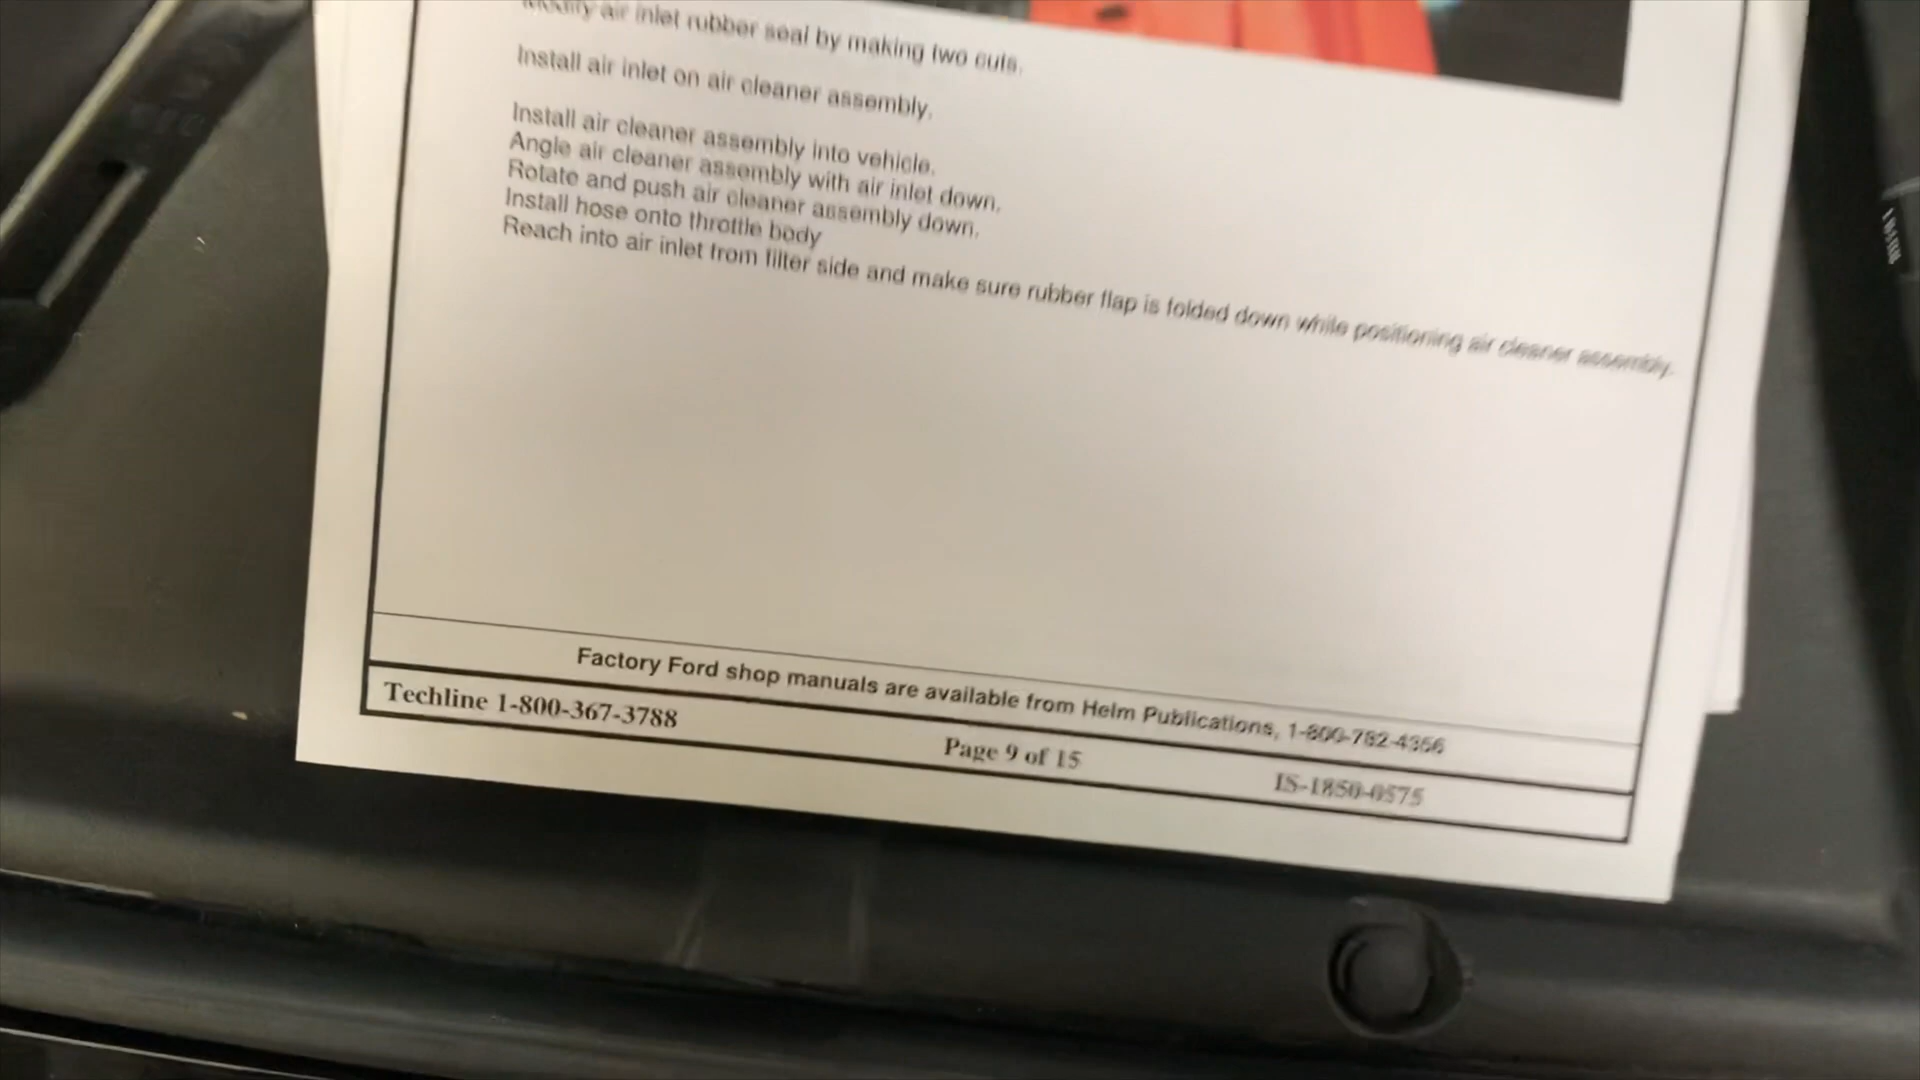 Modify air inlet rubber seal by making two cuts.
Install air inlet on air cleaner assembly.
Install air cleaner assembly into vehicle.
Angle air cleaner assembly with air inlet down.
Rotate and push air cleaner assembly down.
Install hose onto throttle body
Reach into air inlet from filter side and make sure rubber flap is folded down while positioning air cleaner assembly.
Factory Ford shop manuals are available from Helm Publications, 1-800-782-4356
Techline 1-800-367-3788
Page 9 of 15
IS-1850-0575